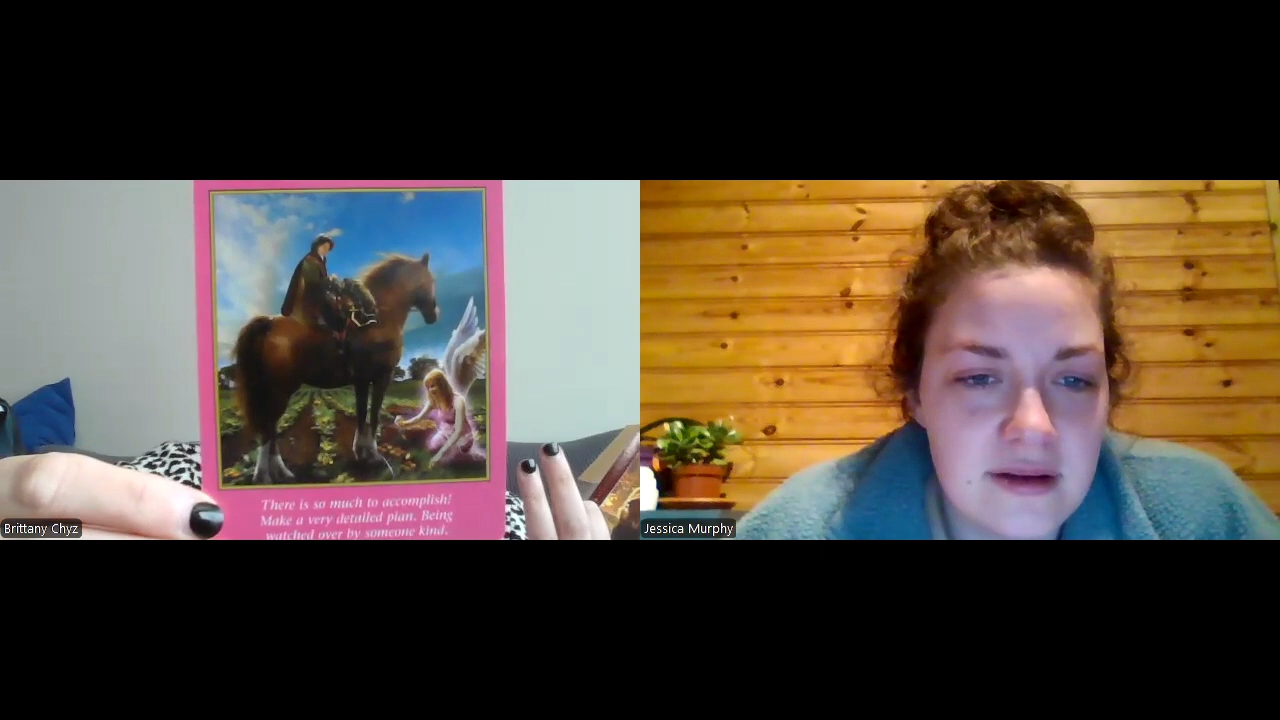 There is so much to accomplish!
Make a very detailed plan. Being
watched over by someone kind.
Brittany Chyz
Jessica Murphy